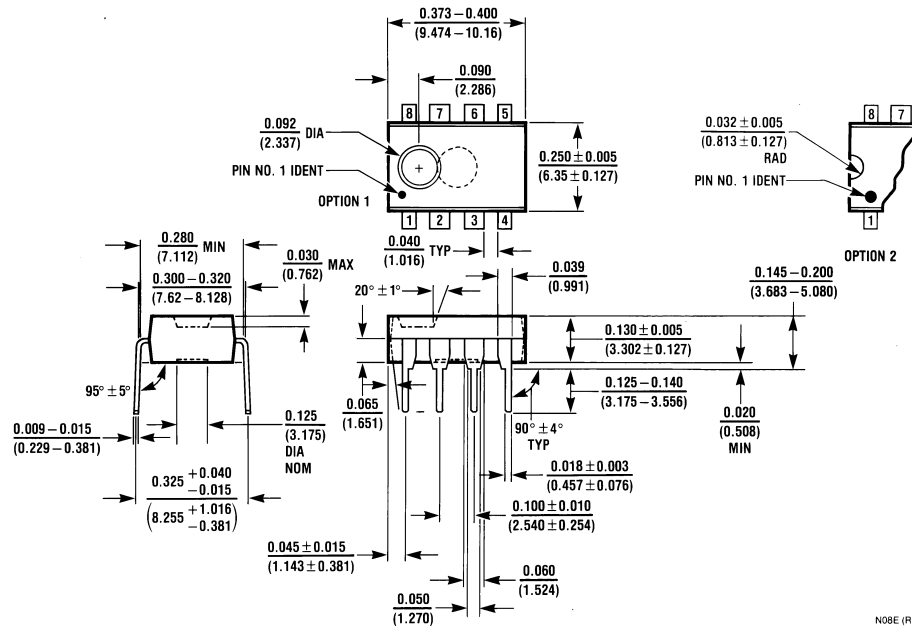 0.373–0.400
(9.474–10.16)
0.090
(2.286)
8 7 6 5
0.092 DIA
(2.337)
PIN NO. 1 IDENT
OPTION 1
+
0.250 ± 0.005
(6.35 ± 0.127)
1 2 3 4
8 7
0.032 ± 0.005
(0.813 ± 0.127)
RAD
PIN NO. 1 IDENT
1
OPTION 2
0.280 MIN
(7.112)
0.300–0.320
(7.62–8.128)
0.030 MAX
(0.762)
0.040 TYP
(1.016)
0.039
(0.991)
20° ± 1°
0.145–0.200
(3.683–5.080)
0.130 ± 0.005
(3.302 ± 0.127)
0.125–0.140
(3.175–3.556)
0.020
(0.508)
MIN
95° ± 5°
0.009–0.015
(0.229–0.381)
0.125
(3.175)
DIA
NOM
0.065
(1.651)
90° ± 4°
TYP
0.018 ± 0.003
(0.457 ± 0.076)
0.325 +0.040 −0.015
(8.255 +1.016 −0.381)
0.100 ± 0.010
(2.540 ± 0.254)
0.045 ± 0.015
(1.143 ± 0.381)
0.060
(1.524)
0.050
(1.270)
N08E (R